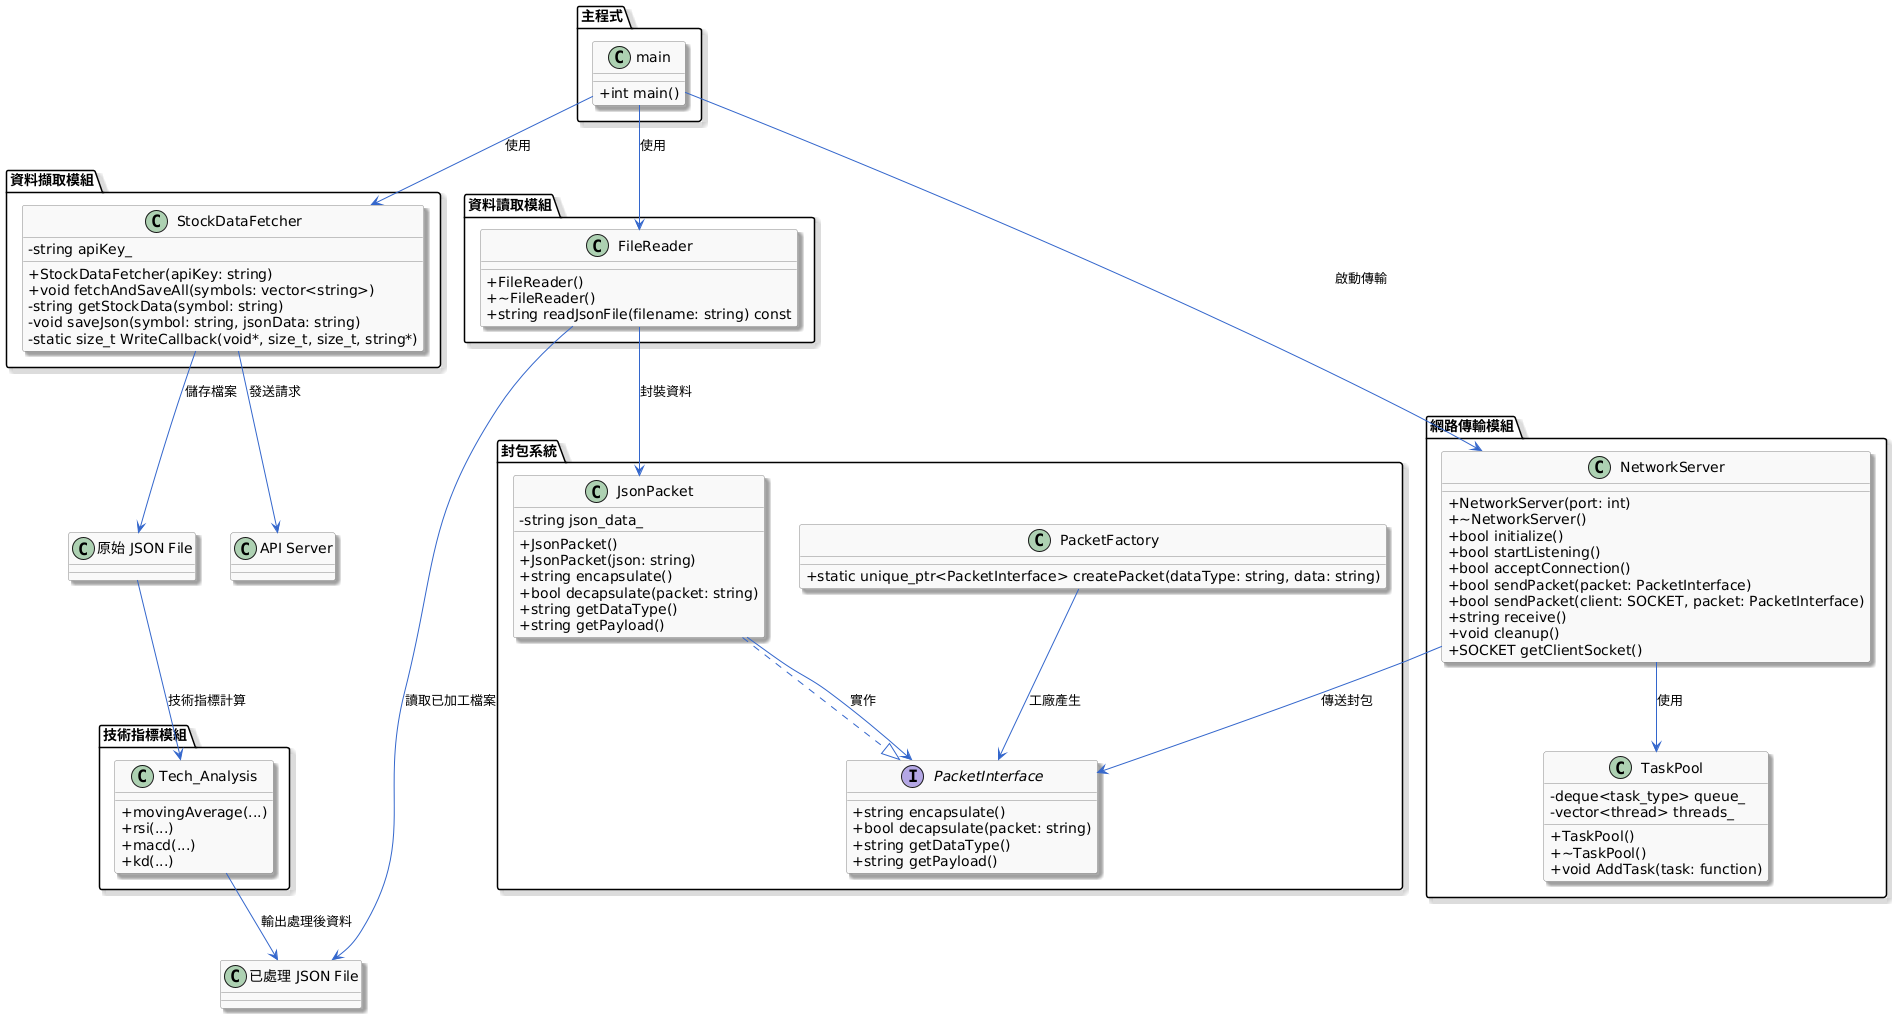 主程式
C main
+int main()
使用
使用
啟動傳輸
資料擷取模組
C StockDataFetcher
-string apiKey_
+StockDataFetcher(apiKey: string)
+void fetchAndSaveAll(symbols: vector<string>)
-string getStockData(symbol: string)
-void saveJson(symbol: string, jsonData: string)
-static size_t WriteCallback(void*, size_t, size_t, string*)
資料讀取模組
C FileReader
+FileReader()
+~FileReader()
+string readJsonFile(filename: string) const
儲存檔案
發送請求
封裝資料
C 原始 JSON File
C API Server
封包系統
C JsonPacket
-string json_data_
+JsonPacket()
+JsonPacket(json: string)
+string encapsulate()
+bool decapsulate(packet: string)
+string getDataType()
+string getPayload()
C PacketFactory
+static unique_ptr<PacketInterface> createPacket(dataType: string, data: string)
網路傳輸模組
C NetworkServer
+NetworkServer(port: int)
+~NetworkServer()
+bool initialize()
+bool startListening()
+bool acceptConnection()
+bool sendPacket(packet: PacketInterface)
+bool sendPacket(client: SOCKET, packet: PacketInterface)
+string receive()
+void cleanup()
+SOCKET getClientSocket()
技術指標計算
讀取已加工檔案
實作
工廠產生
傳送封包
使用
技術指標模組
C Tech_Analysis
+movingAverage(...)
+rsi(...)
+macd(...)
+kd(...)
I PacketInterface
+string encapsulate()
+bool decapsulate(packet: string)
+string getDataType()
+string getPayload()
C TaskPool
-deque<task_type> queue_
-vector<thread> threads_
+TaskPool()
+~TaskPool()
+void AddTask(task: function)
輸出處理後資料
C 已處理 JSON File